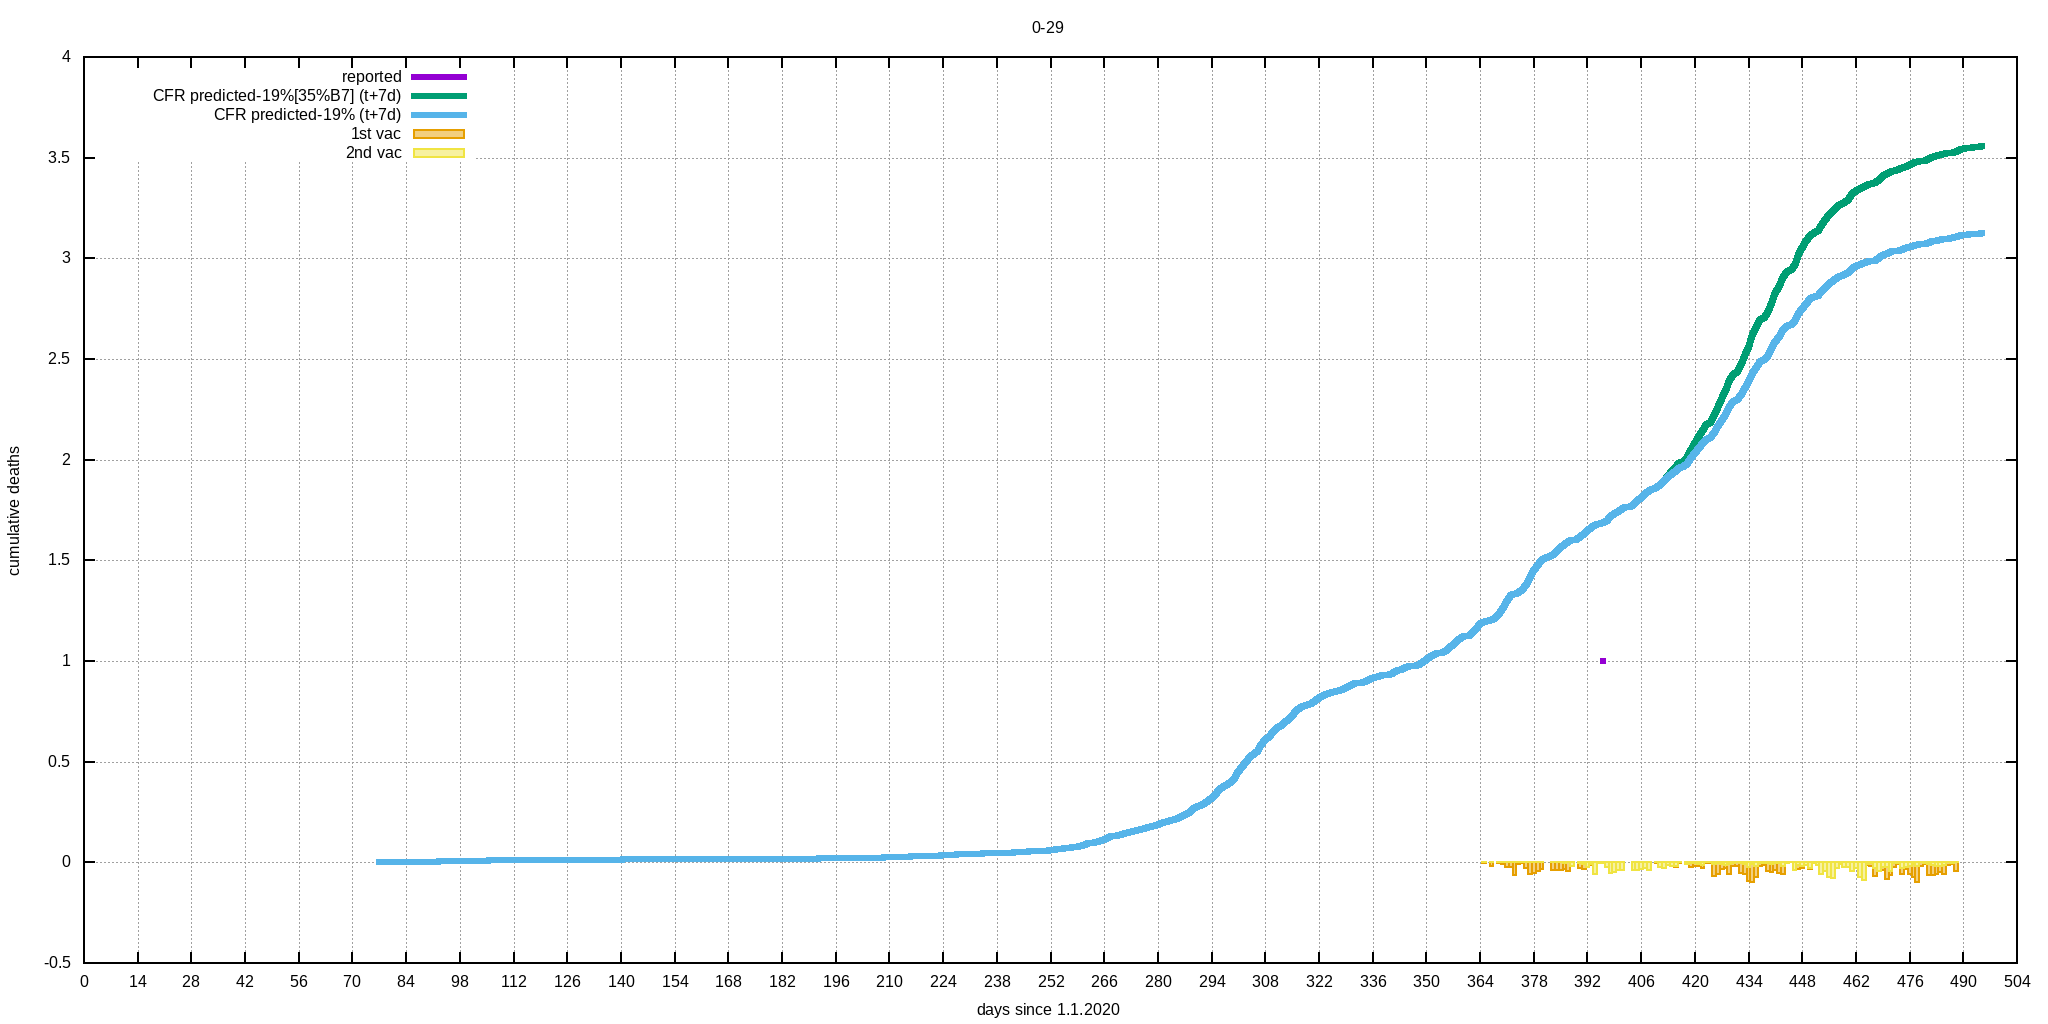 0-29
reported
CFR predicted-19%[35%B7] (t+7d)
CFR predicted-19% (t+7d)
1st vac
2nd vac
4
3.5
3
2.5
2
1.5
1
0.5
0
-0.5
cumulative deaths
0 14 28 42 56 70 84 98 112 126 140 154 168 182 196 210 224 238 252 266 280 294 308 322 336 350 364 378 392 406 420 434 448 462 476 490 504
days since 1.1.2020